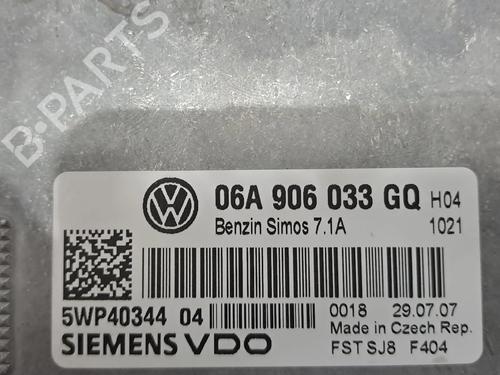 B-PARTS
06A 906 033 GQ H04
Benzin Simos 7.1A 1021
5WP40344 04 0018 29.07.07
Made in Czech Rep.
SIEMENS VDO FST SJ8 F404